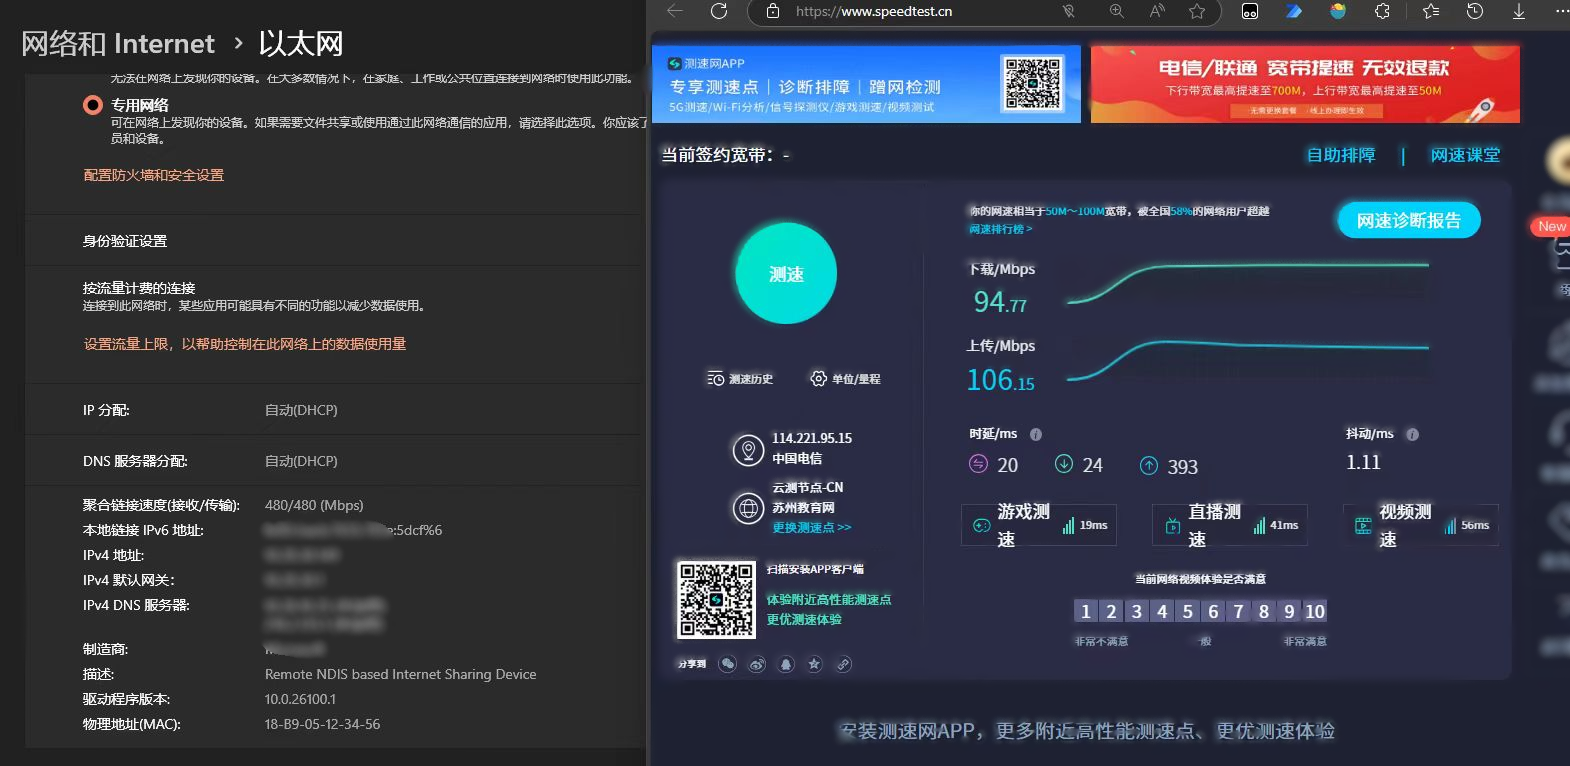 网络和 Internet › 以太网
无法在网络上发现你的设备。在大多数情况下，在家庭、工作或公共位置连接到网络时使用此功能。
专用网络
可在网络上发现你的设备。如果需要文件共享或使用通过此网络通信的应用，请选择此选项。你应该了
员和设备。
配置防火墙和安全设置
身份验证设置
按流量计费的连接
连接到此网络时，某些应用可能具有不同的功能以减少数据使用。
设置流量上限，以帮助控制在此网络上的数据使用量
IP 分配: 自动(DHCP)
DNS 服务器分配: 自动(DHCP)
聚合链接速度(接收/传输): 480/480 (Mbps)
本地链接 IPv6 地址: :5dcf%6
IPv4 地址:
IPv4 默认网关:
IPv4 DNS 服务器:
制造商:
描述: Remote NDIS based Internet Sharing Device
驱动程序版本: 10.0.26100.1
物理地址(MAC): 18-B9-05-12-34-56
https://www.speedtest.cn
测速网APP
专享测速点｜诊断排障｜蹭网检测
5G测速/Wi-Fi分析/信号探测仪/游戏测速/视频测试
电信/联通 宽带提速 无效退款
下行带宽最高提速至700M，上行带宽最高提速至50M
无需更换套餐 线上办理即生效
当前签约宽带：-
自助排障 | 网速课堂
测速
测速历史 单位/量程
114.221.95.15
中国电信
云测节点-CN
苏州教育网
更换测速点 >>
扫描安装APP客户端
体验附近高性能测速点
更优测速体验
分享到
你的网速相当于50M～100M宽带，被全国58%的网络用户超越
网速排行榜 >
网速诊断报告
下载/Mbps
94.77
上传/Mbps
106.15
时延/ms
20 24 393
抖动/ms
1.11
游戏测速 19ms
直播测速 41ms
视频测速 56ms
当前网络视频体验是否满意
1 2 3 4 5 6 7 8 9 10
非常不满意 一般 非常满意
安装测速网APP，更多附近高性能测速点、更优测速体验
New